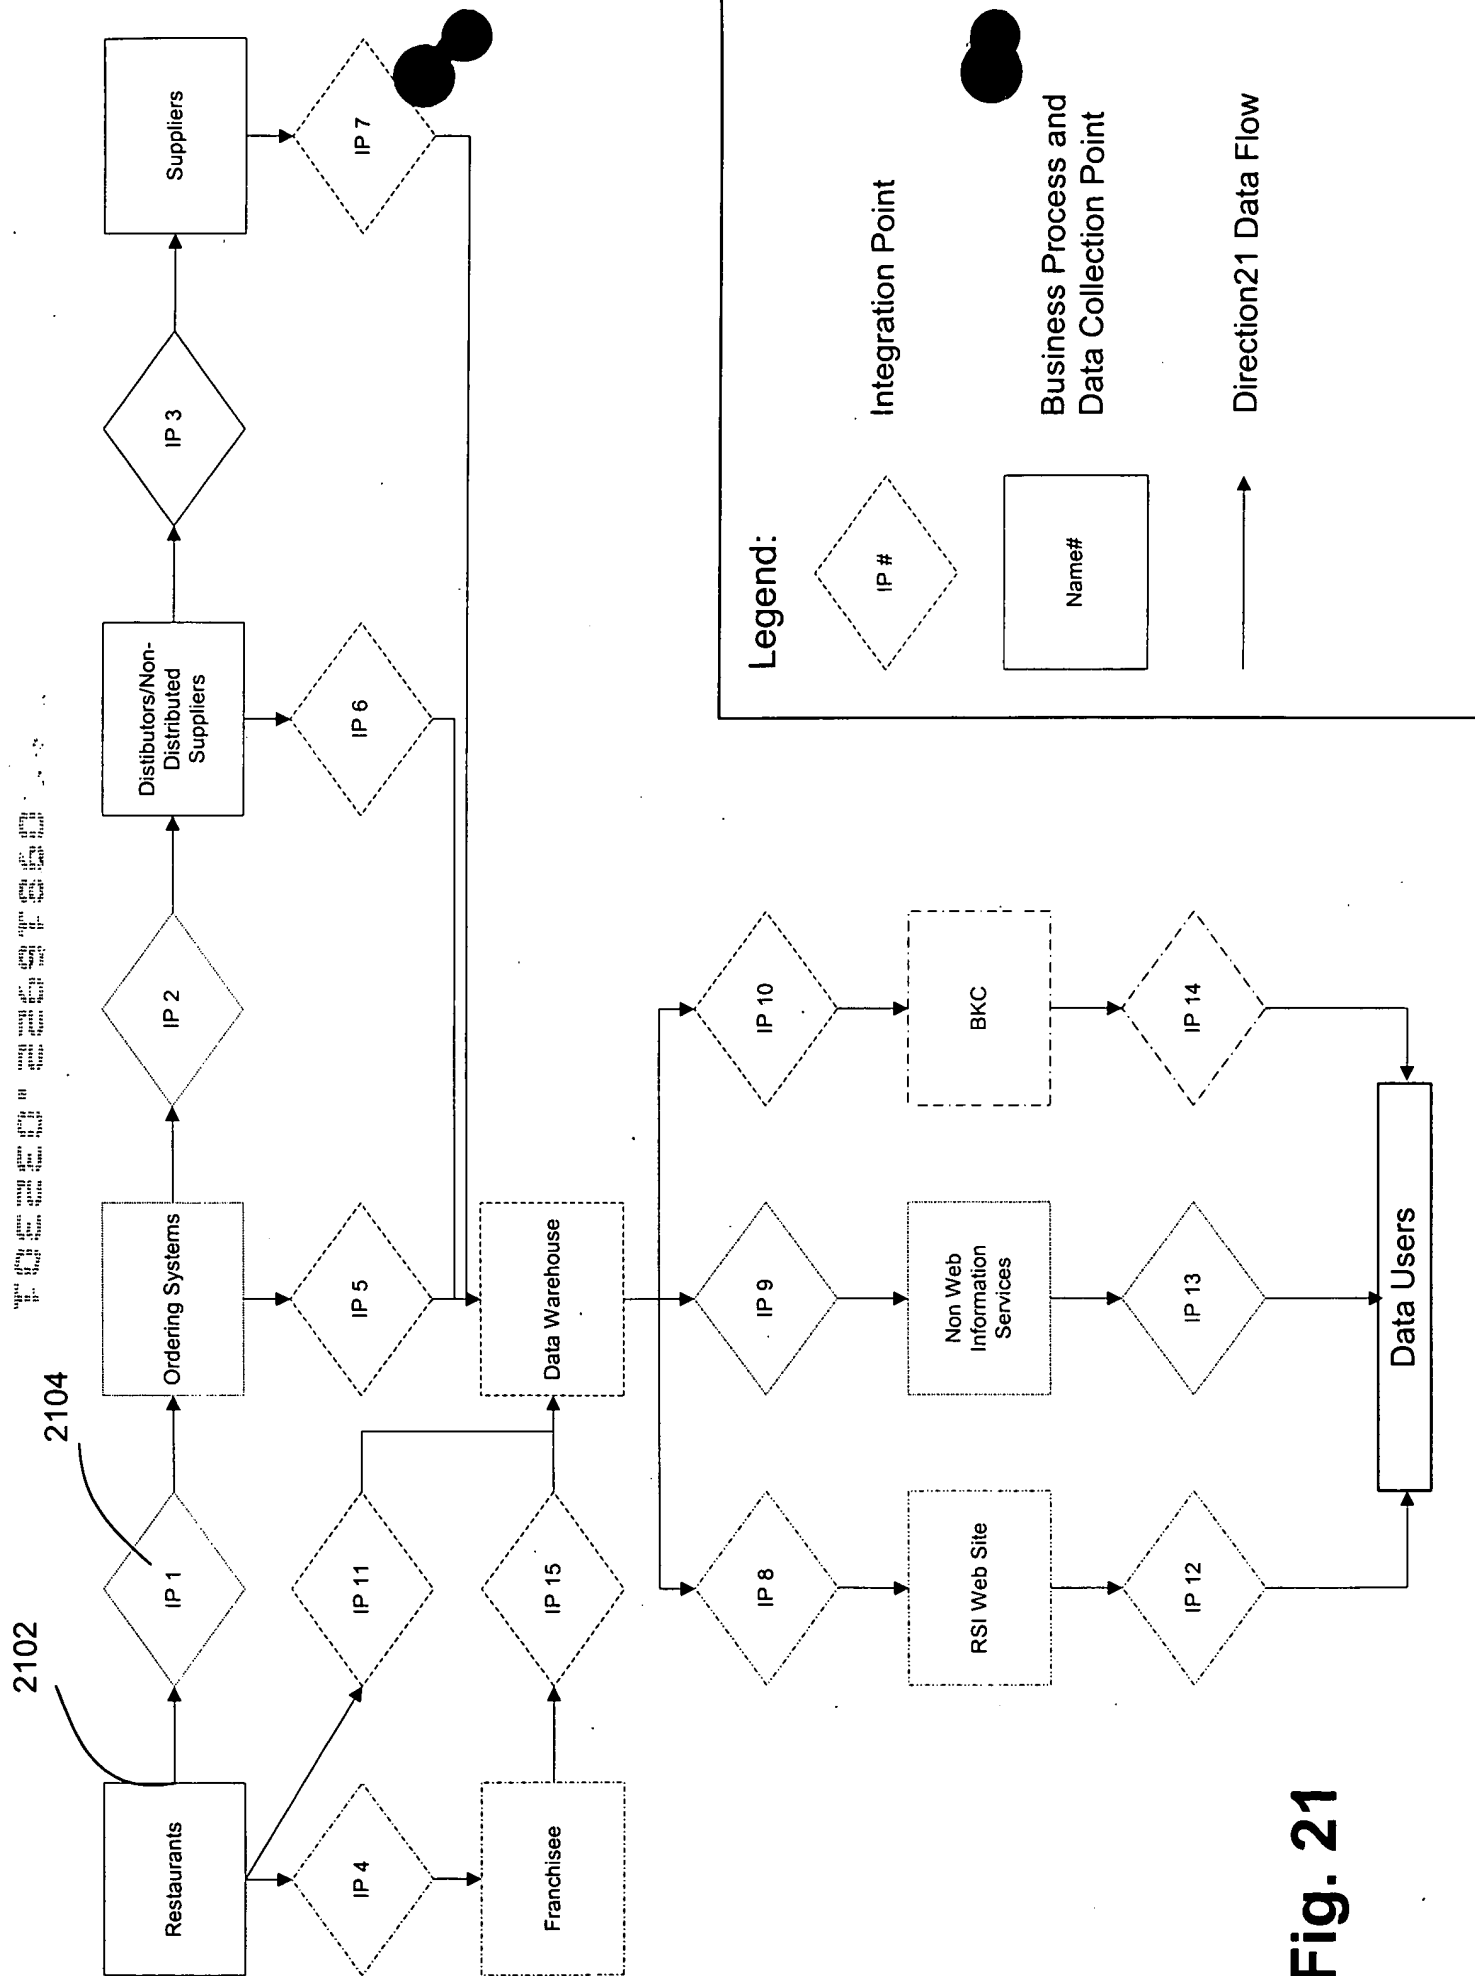 2102
2104
Restaurants
IP 1
Ordering Systems
IP 2
Distibutors/Non-
Distributed
Suppliers
IP 3
Suppliers
IP 4
IP 11
IP 5
IP 6
IP 7
Franchisee
IP 15
Data Warehouse
IP 8
IP 9
IP 10
RSI Web Site
Non Web
Information
Services
BKC
IP 12
IP 13
IP 14
Data Users
Legend:
IP #
Integration Point
Name#
Business Process and
Data Collection Point
Direction21 Data Flow
Fig. 21